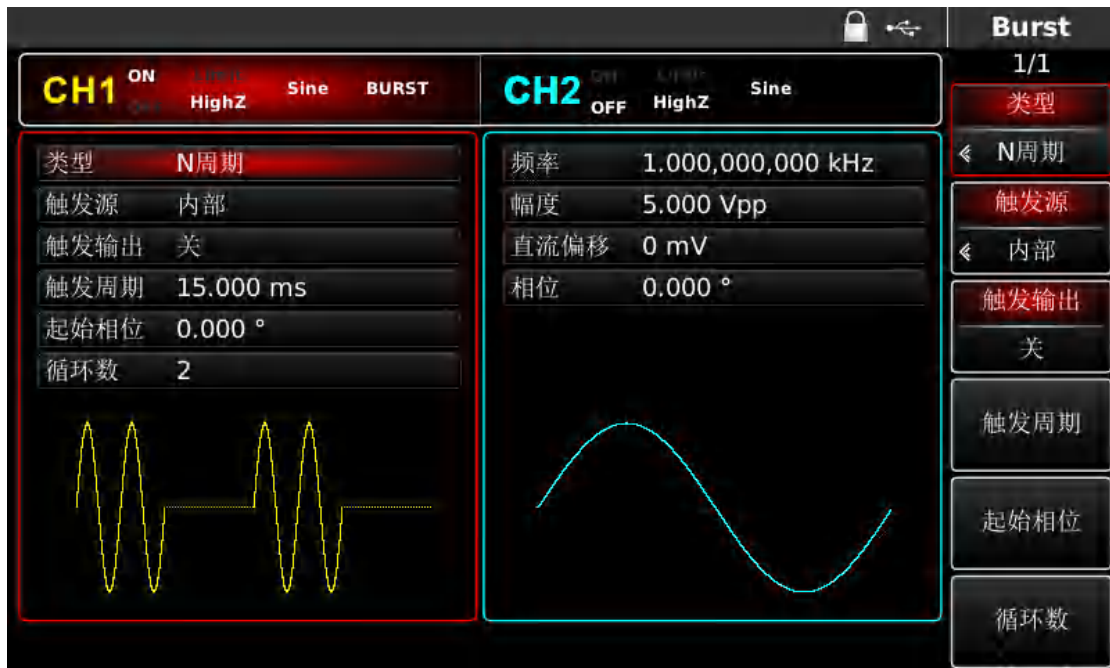 Burst
1/1
CH1 ON HighZ Sine BURST
CH2 OFF HighZ Sine
类型 N周期
触发源 内部
触发输出 关
触发周期 15.000 ms
起始相位 0.000 °
循环数 2
频率 1.000,000,000 kHz
幅度 5.000 Vpp
直流偏移 0 mV
相位 0.000 °
类型
N周期
触发源
内部
触发输出
关
触发周期
起始相位
循环数